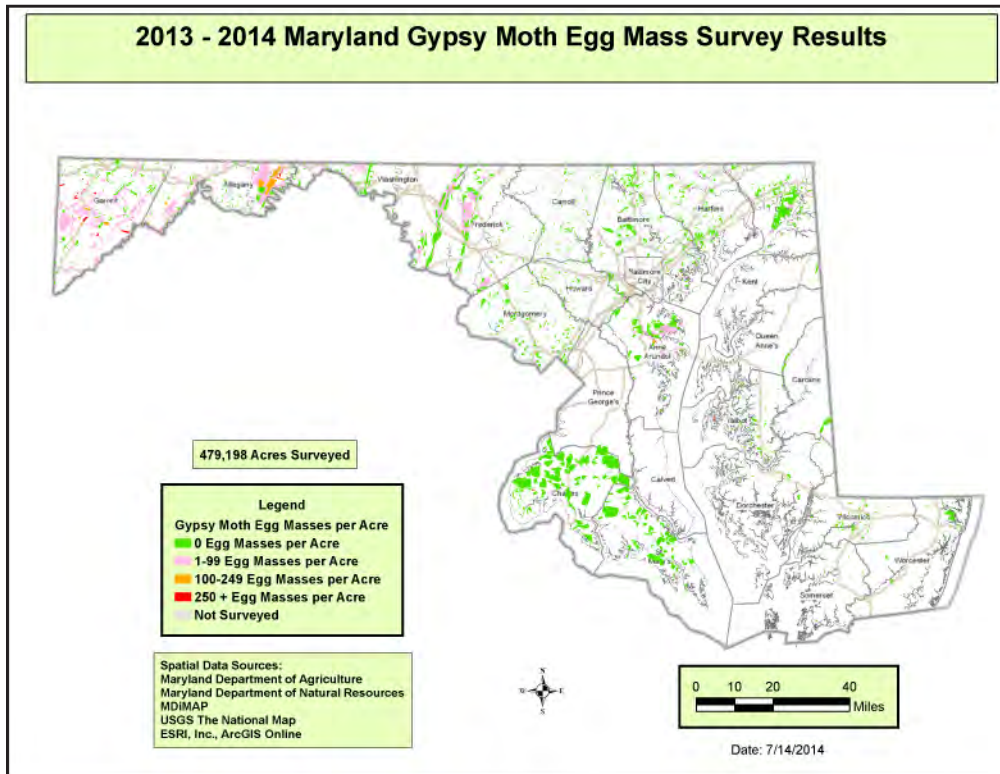 2013 - 2014 Maryland Gypsy Moth Egg Mass Survey Results
Garrett
Allegany
Washington
Frederick
Carroll
Baltimore
Harford
Baltimore
City
Kent
Howard
Montgomery
Queen
Anne's
Anne
Arundel
Caroline
Prince
George's
Talbot
479,198 Acres Surveyed
Charles
Calvert
Dorchester
Wicomico
Worcester
Somerset
Legend
Gypsy Moth Egg Masses per Acre
0 Egg Masses per Acre
1-99 Egg Masses per Acre
100-249 Egg Masses per Acre
250 + Egg Masses per Acre
Not Surveyed
Spatial Data Sources:
Maryland Department of Agriculture
Maryland Department of Natural Resources
MDiMAP
USGS The National Map
ESRI, Inc., ArcGIS Online
N
W E
S
0 10 20 40
Miles
Date: 7/14/2014